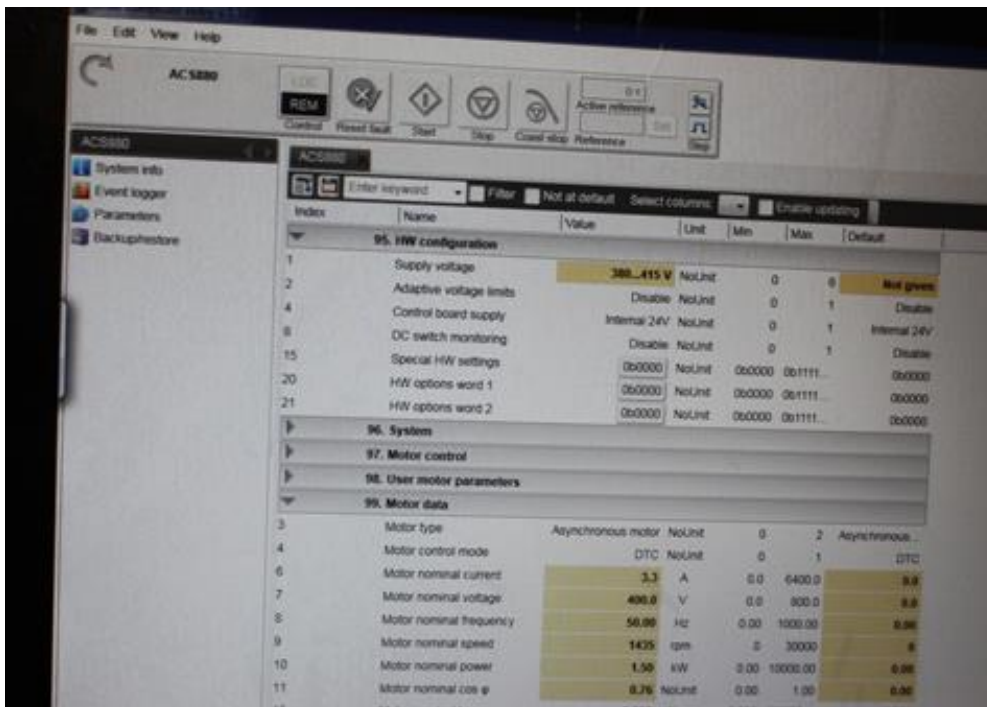 File Edit View Help
ACS880
LOC
REM
Control Reset fault Start Stop Coast stop
Active reference
Reference Set
Step
ACS880
System info
Event logger
Parameters
Backup/restore
ACS880
Enter keyword Filter Not at default Select columns: Enable updating
Index Name Value Unit Min Max Default
95. HW configuration
1 Supply voltage 380...415 V NoUnit 0 6 Not given
2 Adaptive voltage limits Disable NoUnit 0 1 Disable
4 Control board supply Internal 24V NoUnit 0 1 Internal 24V
8 DC switch monitoring Disable NoUnit 0 1 Disable
15 Special HW settings 0b0000 NoUnit 0b0000 0b1111... 0b0000
20 HW options word 1 0b0000 NoUnit 0b0000 0b1111... 0b0000
21 HW options word 2 0b0000 NoUnit 0b0000 0b1111... 0b0000
96. System
97. Motor control
98. User motor parameters
99. Motor data
3 Motor type Asynchronous motor NoUnit 0 2 Asynchronous...
4 Motor control mode DTC NoUnit 0 1 DTC
6 Motor nominal current 3.3 A 0.0 6400.0 0.0
7 Motor nominal voltage 400.0 V 0.0 800.0 0.0
8 Motor nominal frequency 50.00 Hz 0.00 1000.00 0.00
9 Motor nominal speed 1435 rpm 0 30000 0
10 Motor nominal power 1.50 kW 0.00 10000.00 0.00
11 Motor nominal cos φ 0.76 NoUnit 0.00 1.00 0.00